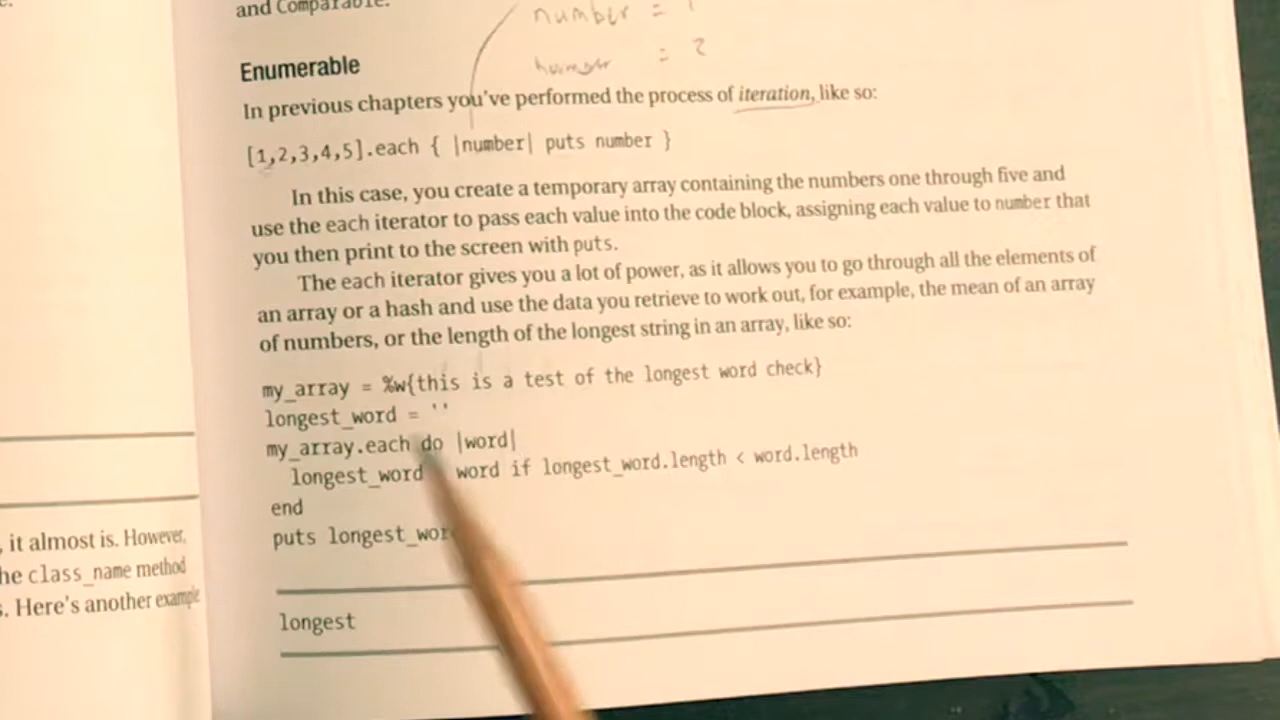 and Comparable.
number =
= 2
Enumerable
In previous chapters you've performed the process of iteration, like so:
[1,2,3,4,5].each { |number| puts number }
In this case, you create a temporary array containing the numbers one through five and
use the each iterator to pass each value into the code block, assigning each value to number that
you then print to the screen with puts.
The each iterator gives you a lot of power, as it allows you to go through all the elements of
an array or a hash and use the data you retrieve to work out, for example, the mean of an array
of numbers, or the length of the longest string in an array, like so:
my_array = %w{this is a test of the longest word check}
longest_word = ''
my_array.each do |word|
longest_word word if longest_word.length < word.length
end
puts longest_wor
longest
, it almost is. However,
he class_name method
s. Here's another example